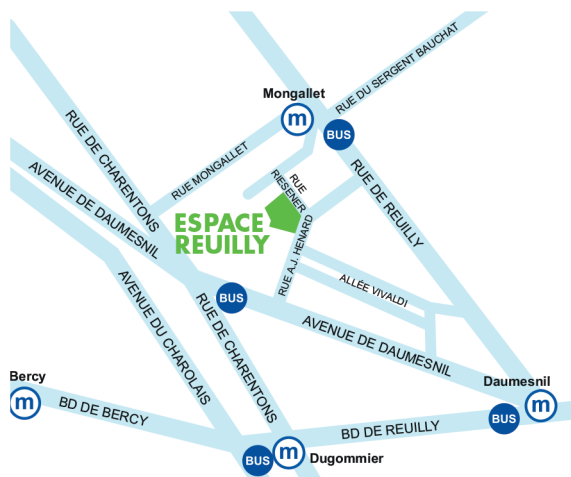 Mongallet
m
BUS
RUE DU SERGENT BAUCHAT
RUE DE CHARENTONS
RUE MONGALLET
RUE
RIESENER
RUE DE REUILLY
AVENUE DE DAUMESNIL
ESPACE
REUILLY
RUE A.J. HENARD
ALLÉE VIVALDI
BUS
AVENUE DU CHAROLAIS
RUE DE CHARENTONS
AVENUE DE DAUMESNIL
Bercy
m
BD DE BERCY
Daumesnil
m
BUS
BD DE REUILLY
BUS
m
Dugommier